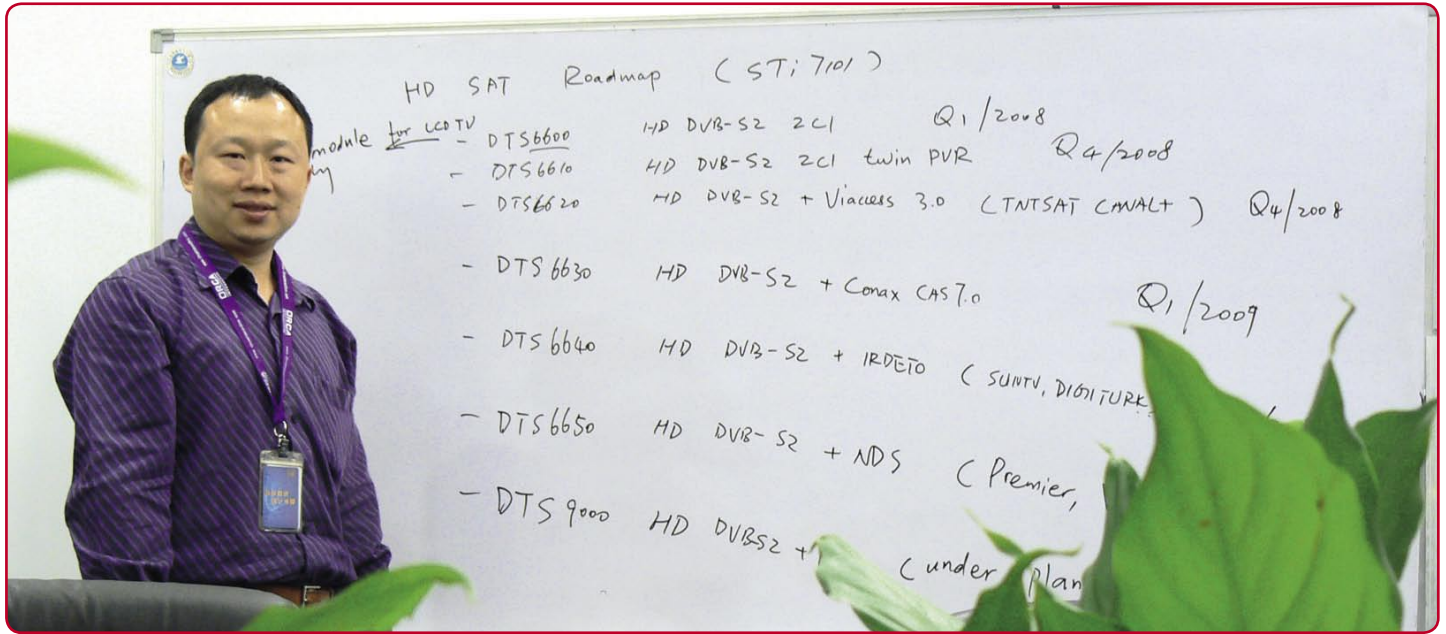 HD SAT Roadmap (STi7101)
module for LCD TV
- DTS6600 HD DVB-S2 2CI Q1/2008
- DTS6610 HD DVB-S2 2CI twin PVR Q4/2008
- DTS6620 HD DVB-S2 + Viaccess 3.0 (TNTSAT CANAL+) Q4/2008
- DTS6630 HD DVB-S2 + Conax CAS7.0 Q1/2009
- DTS6640 HD DVB-S2 + IRDETO (SUNTV, DIGITURK
- DTS6650 HD DVB-S2 + NDS (Premier,
- DTS9000 HD DVBS2 + (under plan
ORCA
ORCA